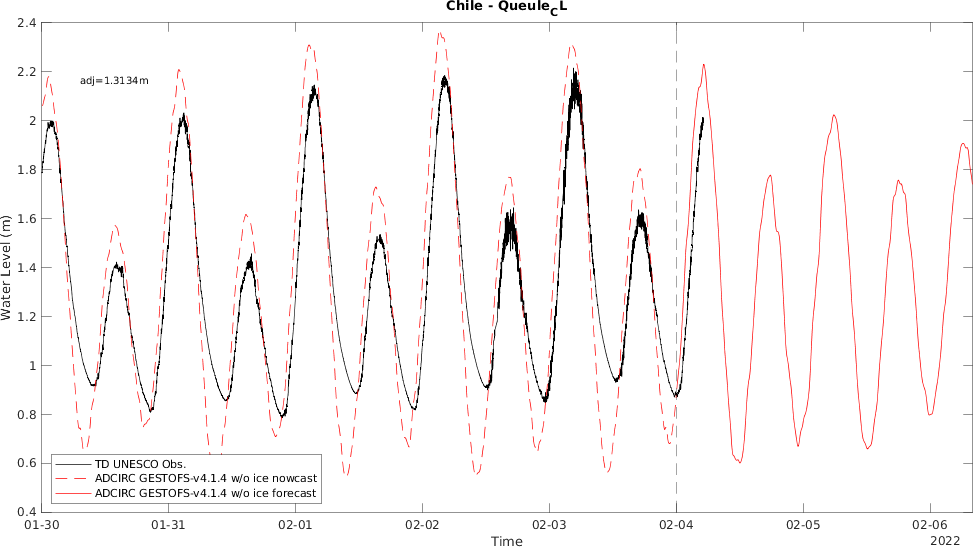 Chile - Queule_CL
2.4
2.2
2
1.8
1.6
1.4
1.2
1
0.8
0.6
0.4
Water Level (m)
adj=1.3134m
TD UNESCO Obs.
ADCIRC GESTOFS-v4.1.4 w/o ice nowcast
ADCIRC GESTOFS-v4.1.4 w/o ice forecast
01-30 01-31 02-01 02-02 02-03 02-04 02-05 02-06
Time
2022